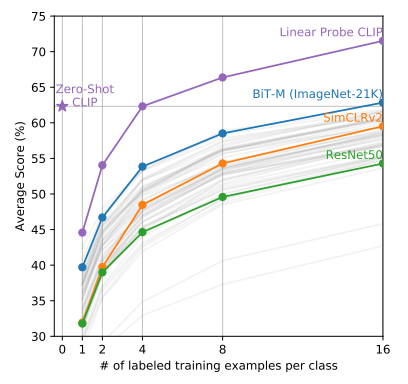 75
70
65
60
55
50
45
40
35
30
Average Score (%)
Linear Probe CLIP
Zero-Shot
CLIP
BiT-M (ImageNet-21K)
SimCLRv2
ResNet50
0 1 2 4 8 16
# of labeled training examples per class